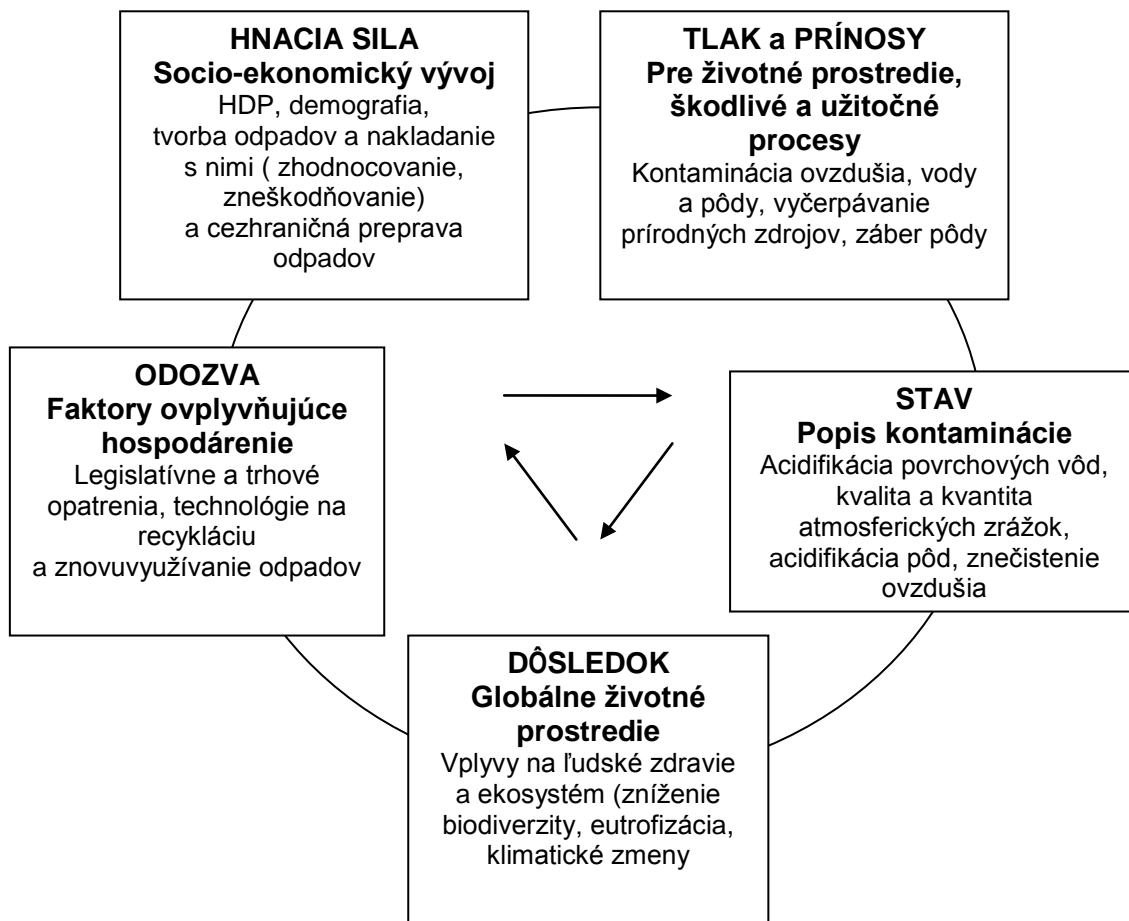 HNACIA SILA
Socio-ekonomický vývoj
HDP, demografia,
tvorba odpadov a nakladanie
s nimi ( zhodnocovanie,
zneškodňovanie)
a cezhraničná preprava
odpadov
TLAK a PRÍNOSY
Pre životné prostredie,
škodlivé a užitočné
procesy
Kontaminácia ovzdušia, vody
a pôdy, vyčerpávanie
prírodných zdrojov, záber pôdy
ODOZVA
Faktory ovplyvňujúce
hospodárenie
Legislatívne a trhové
opatrenia, technológie na
recykláciu
a znovuvyužívanie odpadov
STAV
Popis kontaminácie
Acidifikácia povrchových vôd,
kvalita a kvantita
atmosferických zrážok,
acidifikácia pôd, znečistenie
ovzdušia
DÔSLEDOK
Globálne životné
prostredie
Vplyvy na ľudské zdravie
a ekosystém (zníženie
biodiverzity, eutrofizácia,
klimatické zmeny